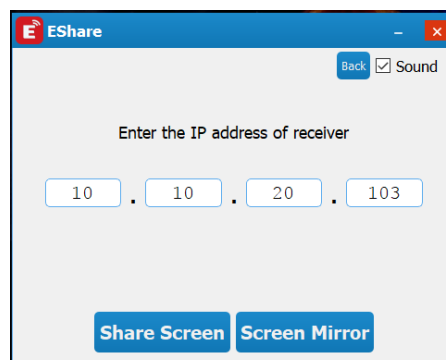 EShare
Back Sound
Enter the IP address of receiver
10 . 10 . 20 . 103
Share Screen Screen Mirror